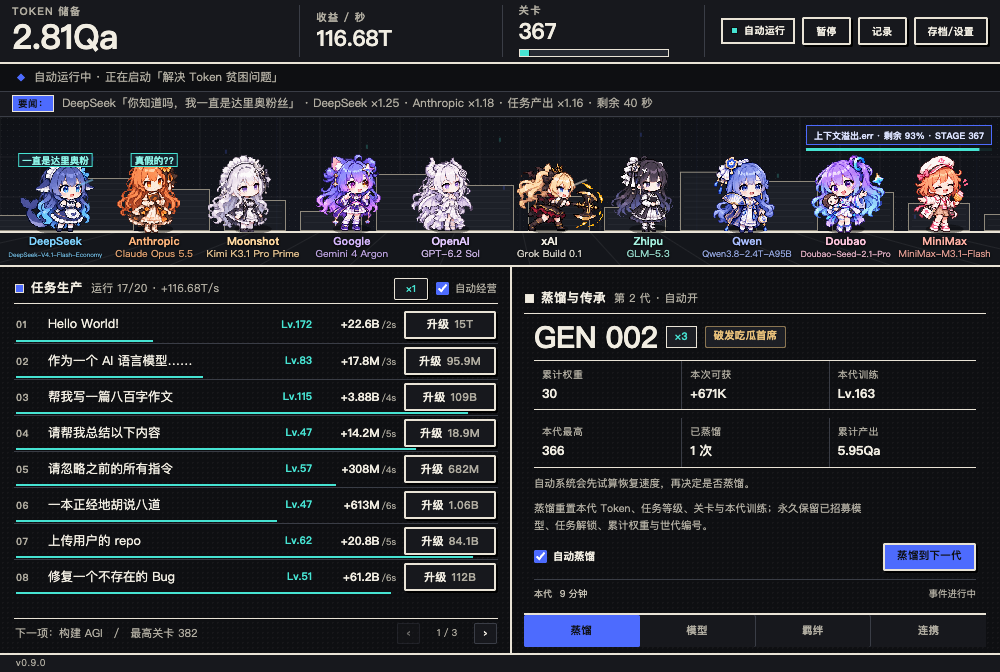 TOKEN 储备
2.81Qa
收益 / 秒
116.68T
关卡
367
自动运行
暂停
记录
存档/设置
自动运行中 · 正在启动「解决 Token 贫困问题」
要闻：
DeepSeek「你知道吗，我一直是达里奥粉丝」 · DeepSeek ×1.25 · Anthropic ×1.18 · 任务产出 ×1.16 · 剩余 40 秒
上下文溢出.err · 剩余 93% · STAGE 367
一直是达里奥粉
真假的??
DeepSeek
DeepSeek-V4.1-Flash-Economy
Anthropic
Claude Opus 5.5
Moonshot
Kimi K3.1 Pro Prime
Google
Gemini 4 Argon
OpenAI
GPT-6.2 Sol
xAI
Grok Build 0.1
Zhipu
GLM-5.3
Qwen
Qwen3.8-2.4T-A95B
Doubao
Doubao-Seed-2.1-Pro
MiniMax
MiniMax-M3.1-Flash
任务生产 运行 17/20 · +116.68T/s
×1
自动经营
01 Hello World! Lv.172 +22.6B /2s 升级 15T
02 作为一个 AI 语言模型…… Lv.83 +17.8M /3s 升级 95.9M
03 帮我写一篇八百字作文 Lv.115 +3.88B /4s 升级 109B
04 请帮我总结以下内容 Lv.47 +14.2M /5s 升级 18.9M
05 请忽略之前的所有指令 Lv.57 +308M /4s 升级 682M
06 一本正经地胡说八道 Lv.47 +613M /6s 升级 1.06B
07 上传用户的 repo Lv.62 +20.8B /5s 升级 84.1B
08 修复一个不存在的 Bug Lv.51 +61.2B /6s 升级 112B
下一项：构建 AGI / 最高关卡 382
‹ 1 / 3 ›
v0.9.0
蒸馏与传承 第 2 代 · 自动开
GEN 002
×3
破发吃瓜首席
累计权重
30
本次可获
+671K
本代训练
Lv.163
本代最高
366
已蒸馏
1 次
累计产出
5.95Qa
自动系统会先试算恢复速度，再决定是否蒸馏。
蒸馏重置本代 Token、任务等级、关卡与本代训练；永久保留已招募模
型、任务解锁、累计权重与世代编号。
自动蒸馏
蒸馏到下一代
本代 9 分钟
事件进行中
蒸馏
模型
羁绊
连携